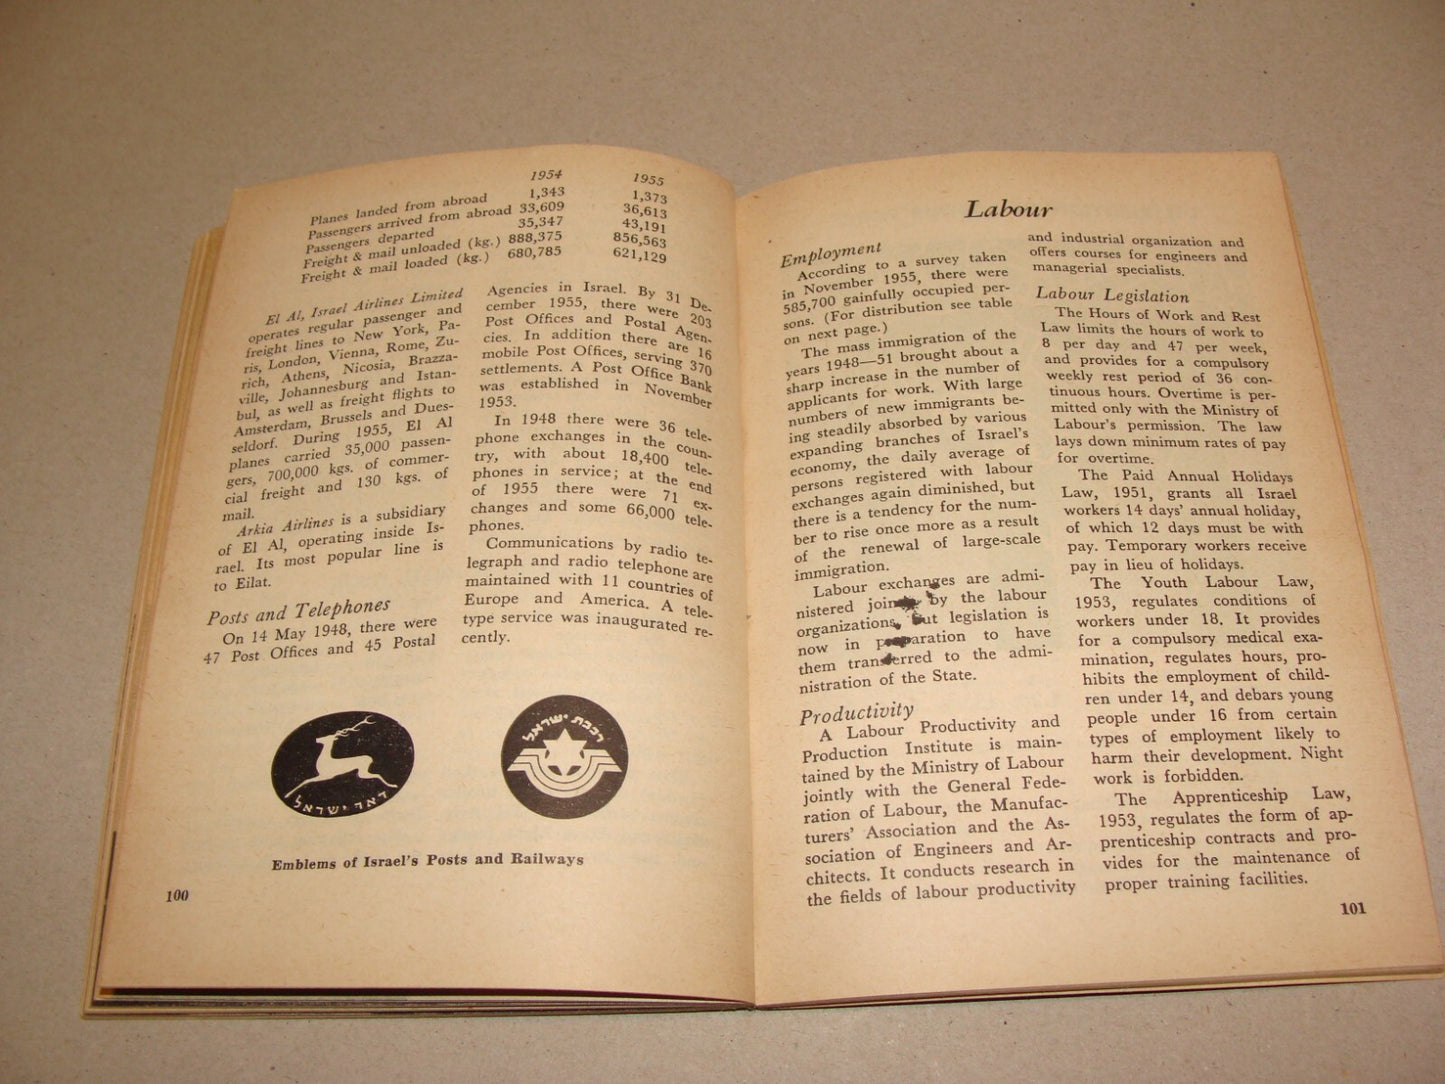 1954 1955
Planes landed from abroad 1,343 1,373
Passengers arrived from abroad 33,609 36,613
Passengers departed 35,347 43,191
Freight & mail unloaded (kg.) 888,375 856,563
Freight & mail loaded (kg.) 680,785 621,129
El Al, Israel Airlines Limited
operates regular passenger and
freight lines to New York, Pa-
ris, London, Vienna, Rome, Zu-
rich, Athens, Nicosia, Brazza-
ville, Johannesburg and Istan-
bul, as well as freight flights to
Amsterdam, Brussels and Dues-
seldorf. During 1955, El Al
planes carried 35,000 passen-
gers, 700,000 kgs. of commer-
cial freight and 130 kgs. of
mail.
Arkia Airlines is a subsidiary
of El Al, operating inside Is-
rael. Its most popular line is
to Eilat.
Posts and Telephones
On 14 May 1948, there were
47 Post Offices and 45 Postal
Agencies in Israel. By 31 De-
cember 1955, there were 203
Post Offices and Postal Agen-
cies. In addition there are 16
mobile Post Offices, serving 370
settlements. A Post Office Bank
was established in November
1953.
In 1948 there were 36 tele-
phone exchanges in the coun-
try, with about 18,400 tele-
phones in service; at the end
of 1955 there were 71 ex-
changes and some 66,000 tele-
phones.
Communications by radio te-
legraph and radio telephone are
maintained with 11 countries of
Europe and America. A tele-
type service was inaugurated re-
cently.
דאר ישראל
רכבת ישראל
Emblems of Israel's Posts and Railways
100
Labour
Employment
According to a survey taken
in November 1955, there were
585,700 gainfully occupied per-
sons. (For distribution see table
on next page.)
The mass immigration of the
years 1948—51 brought about a
sharp increase in the number of
applicants for work. With large
numbers of new immigrants be-
ing steadily absorbed by various
expanding branches of Israel's
economy, the daily average of
persons registered with labour
exchanges again diminished, but
there is a tendency for the num-
ber to rise once more as a result
of the renewal of large-scale
immigration.
Labour exchanges are admi-
nistered jointly by the labour
organizations, but legislation is
now in preparation to have
them transferred to the admi-
nistration of the State.
Productivity
A Labour Productivity and
Production Institute is main-
tained by the Ministry of Labour
jointly with the General Fede-
ration of Labour, the Manufac-
turers' Association and the As-
sociation of Engineers and Ar-
chitects. It conducts research in
the fields of labour productivity
and industrial organization and
offers courses for engineers and
managerial specialists.
Labour Legislation
The Hours of Work and Rest
Law limits the hours of work to
8 per day and 47 per week,
and provides for a compulsory
weekly rest period of 36 con-
tinuous hours. Overtime is per-
mitted only with the Ministry of
Labour's permission. The law
lays down minimum rates of pay
for overtime.
The Paid Annual Holidays
Law, 1951, grants all Israel
workers 14 days' annual holiday,
of which 12 days must be with
pay. Temporary workers receive
pay in lieu of holidays.
The Youth Labour Law,
1953, regulates conditions of
workers under 18. It provides
for a compulsory medical exa-
mination, regulates hours, pro-
hibits the employment of child-
ren under 14, and debars young
people under 16 from certain
types of employment likely to
harm their development. Night
work is forbidden.
The Apprenticeship Law,
1953, regulates the form of ap-
prenticeship contracts and pro-
vides for the maintenance of
proper training facilities.
101